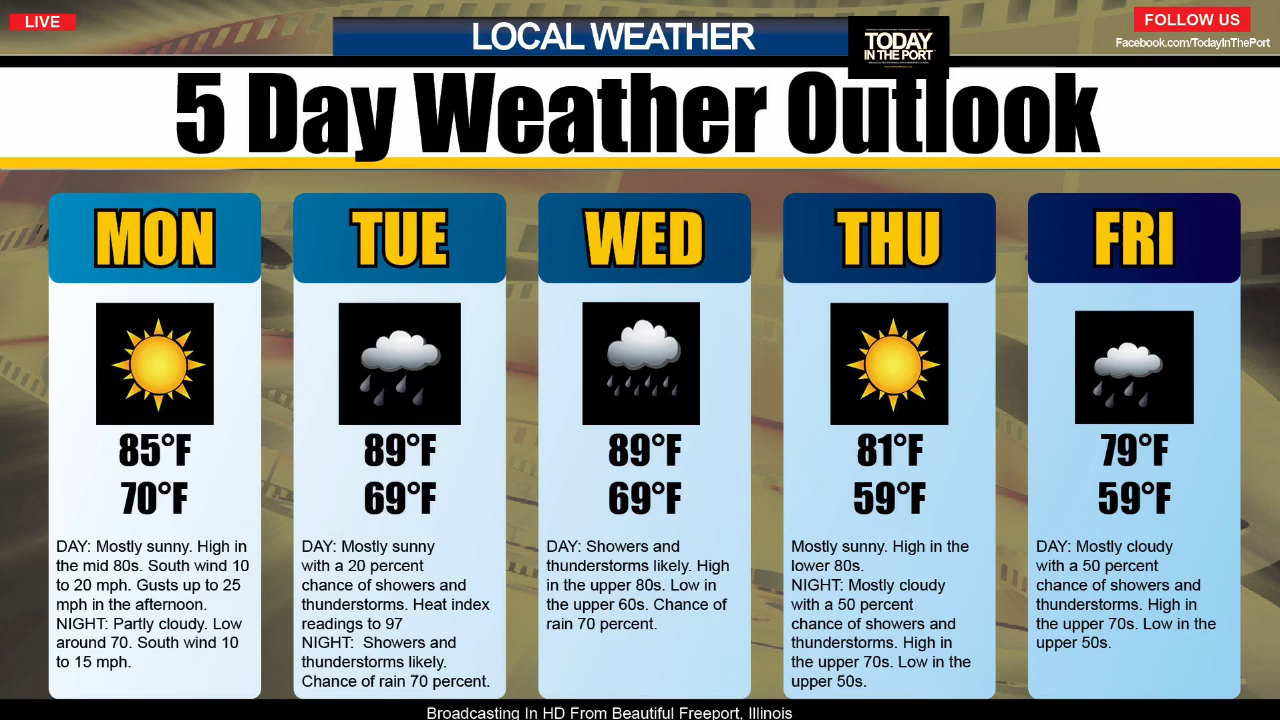 LIVE
LOCAL WEATHER
TODAY
IN THE PORT
FOLLOW US
Facebook.com/TodayInThePort
5 Day Weather Outlook
MON
85°F
70°F
DAY: Mostly sunny. High in
the mid 80s. South wind 10
to 20 mph. Gusts up to 25
mph in the afternoon.
NIGHT: Partly cloudy. Low
around 70. South wind 10
to 15 mph.
TUE
89°F
69°F
DAY: Mostly sunny
with a 20 percent
chance of showers and
thunderstorms. Heat index
readings to 97
NIGHT:  Showers and
thunderstorms likely.
Chance of rain 70 percent.
WED
89°F
69°F
DAY: Showers and
thunderstorms likely. High
in the upper 80s. Low in
the upper 60s. Chance of
rain 70 percent.
THU
81°F
59°F
Mostly sunny. High in the
lower 80s.
NIGHT: Mostly cloudy
with a 50 percent
chance of showers and
thunderstorms. High in
the upper 70s. Low in the
upper 50s.
FRI
79°F
59°F
DAY: Mostly cloudy
with a 50 percent
chance of showers and
thunderstorms. High in
the upper 70s. Low in the
upper 50s.
Broadcasting In HD From Beautiful Freeport, Illinois